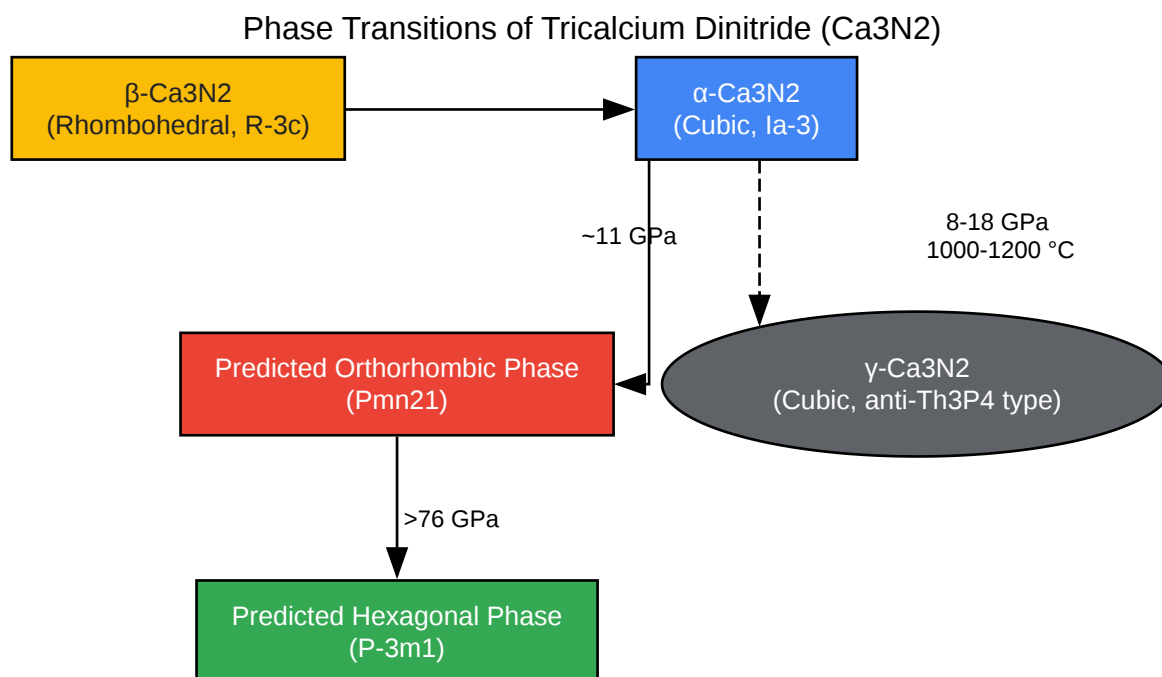 Phase Transitions of Tricalcium Dinitride (Ca3N2)
β-Ca3N2
(Rhombohedral, R-3c)
α-Ca3N2
(Cubic, Ia-3)
~11 GPa
8-18 GPa
1000-1200 °C
Predicted Orthorhombic Phase
(Pmn21)
γ-Ca3N2
(Cubic, anti-Th3P4 type)
>76 GPa
Predicted Hexagonal Phase
(P-3m1)